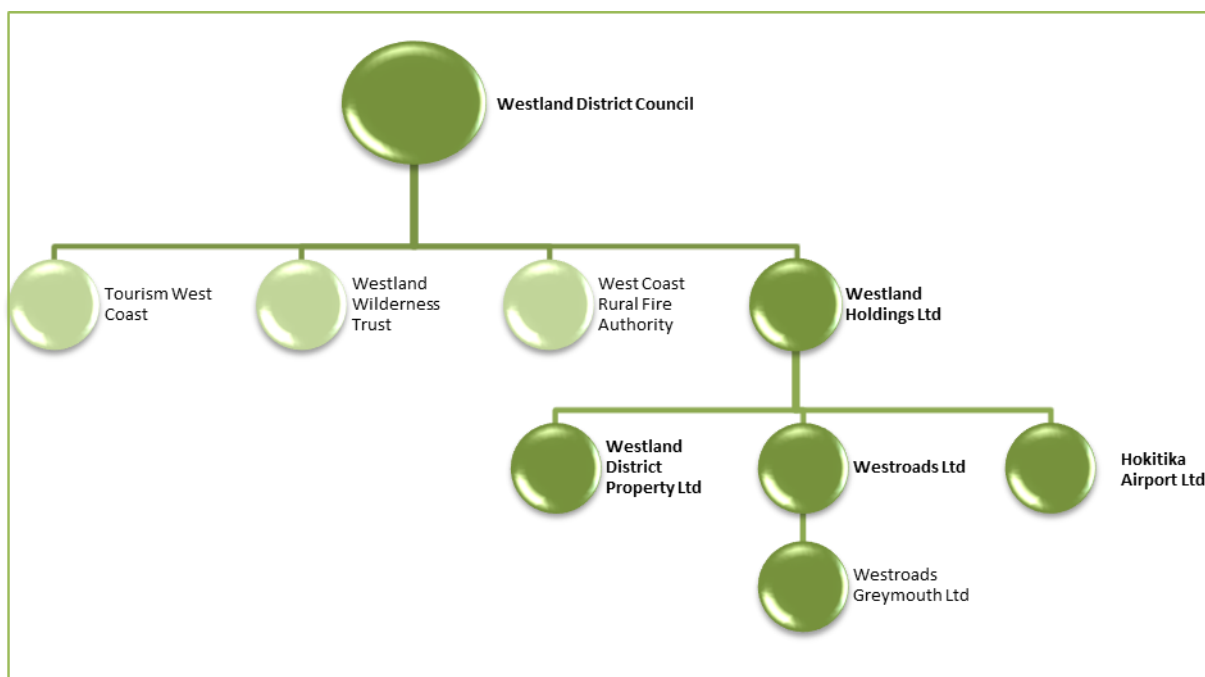 Westland District Council
Tourism West
Coast
Westland
Wilderness
Trust
West Coast
Rural Fire
Authority
Westland
Holdings Ltd
Westland
District
Property Ltd
Westroads Ltd
Hokitika
Airport Ltd
Westroads
Greymouth Ltd